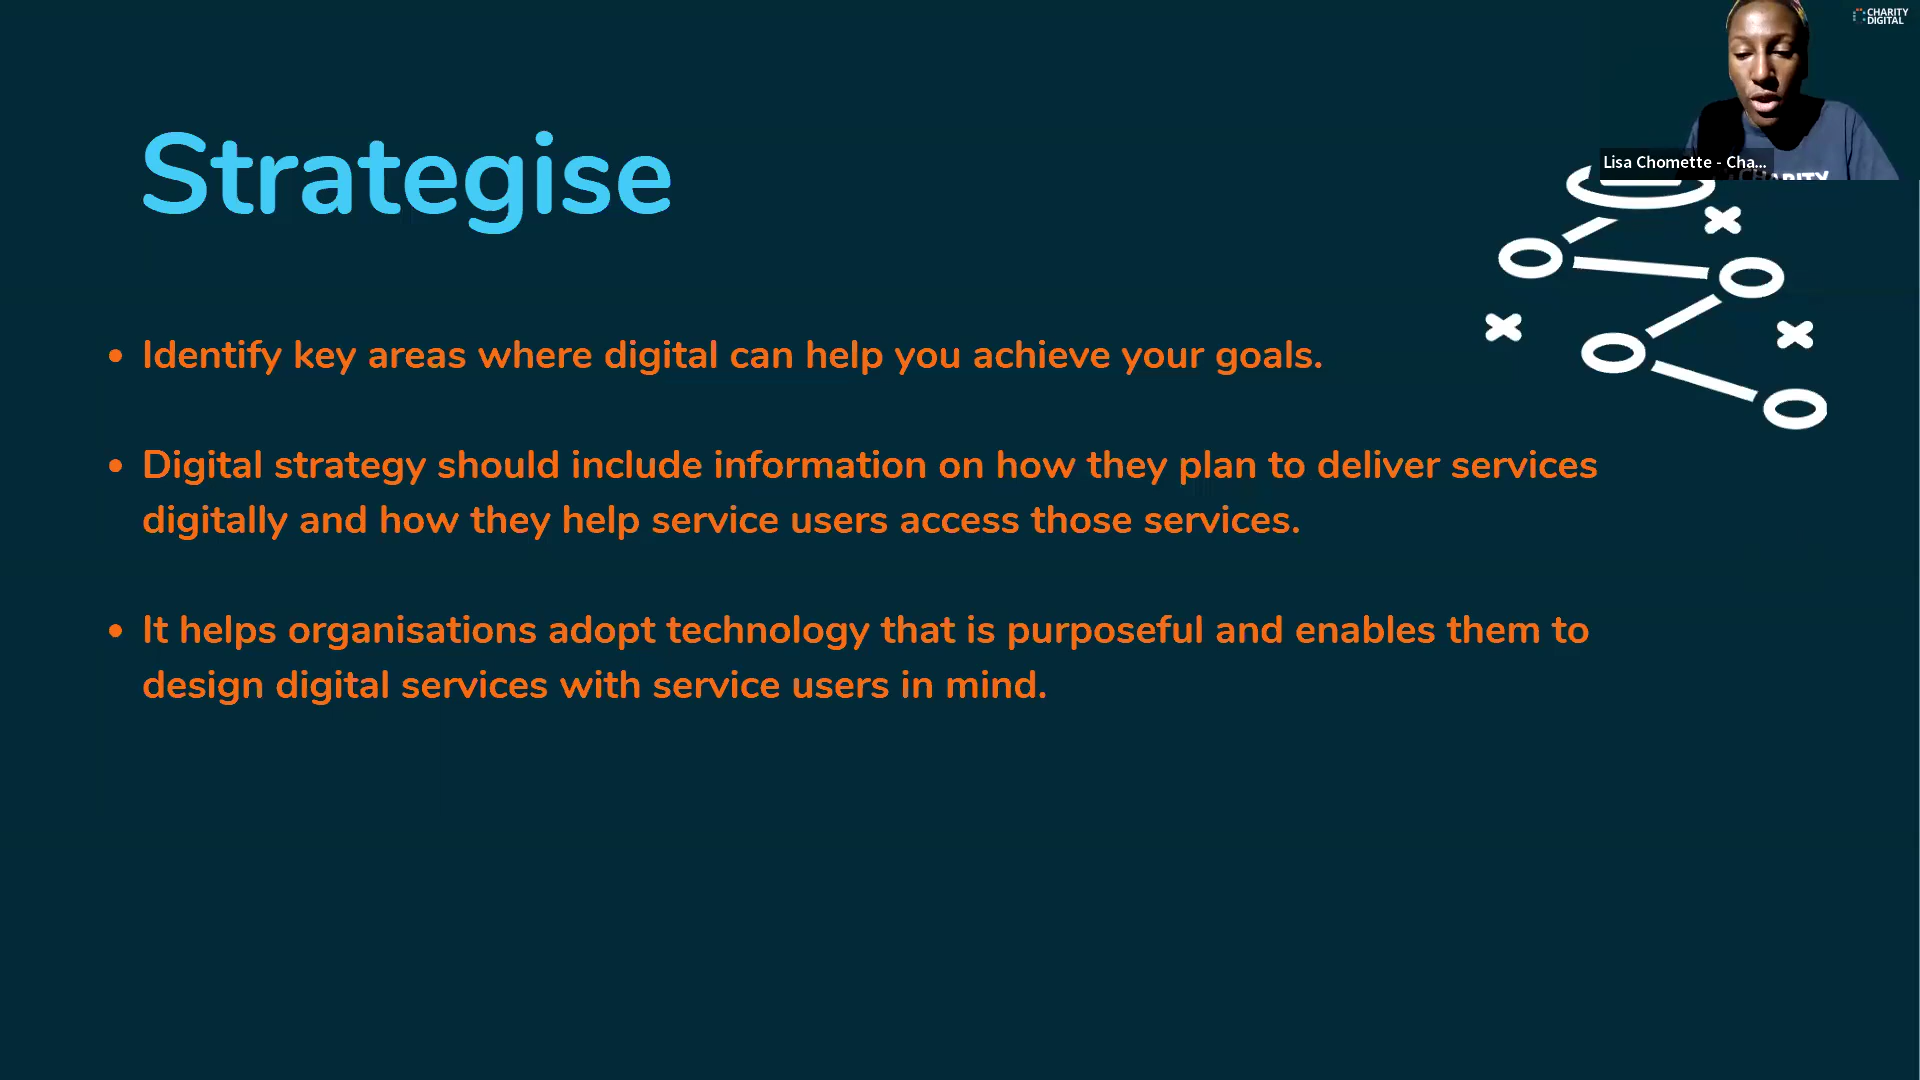 CHARITY
DIGITAL
Lisa Chomette - Cha...
CHARITY
Strategise
• Identify key areas where digital can help you achieve your goals.
• Digital strategy should include information on how they plan to deliver services
digitally and how they help service users access those services.
• It helps organisations adopt technology that is purposeful and enables them to
design digital services with service users in mind.